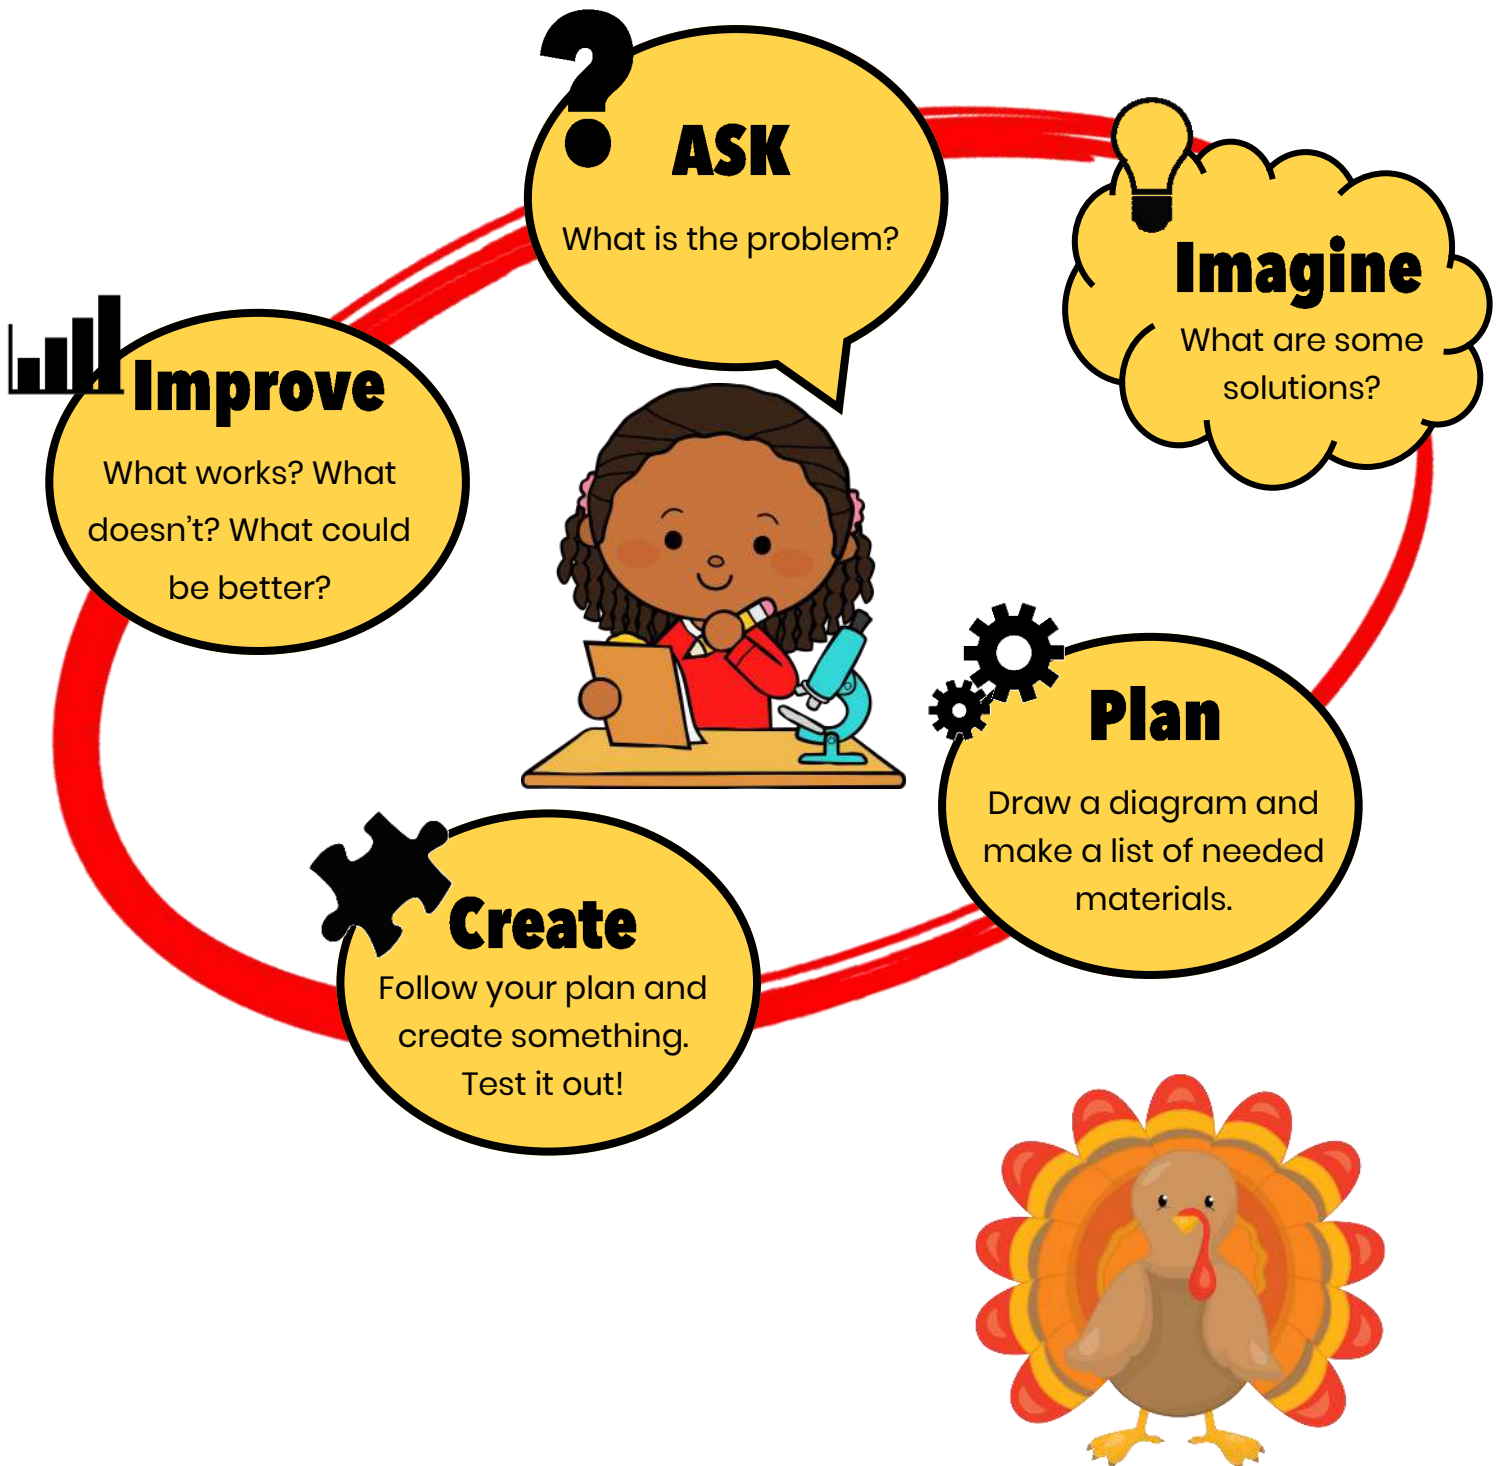 ASK
What is the problem?
Imagine
What are some
solutions?
Plan
Draw a diagram and
make a list of needed
materials.
Create
Follow your plan and
create something.
Test it out!
Improve
What works? What
doesn't? What could
be better?